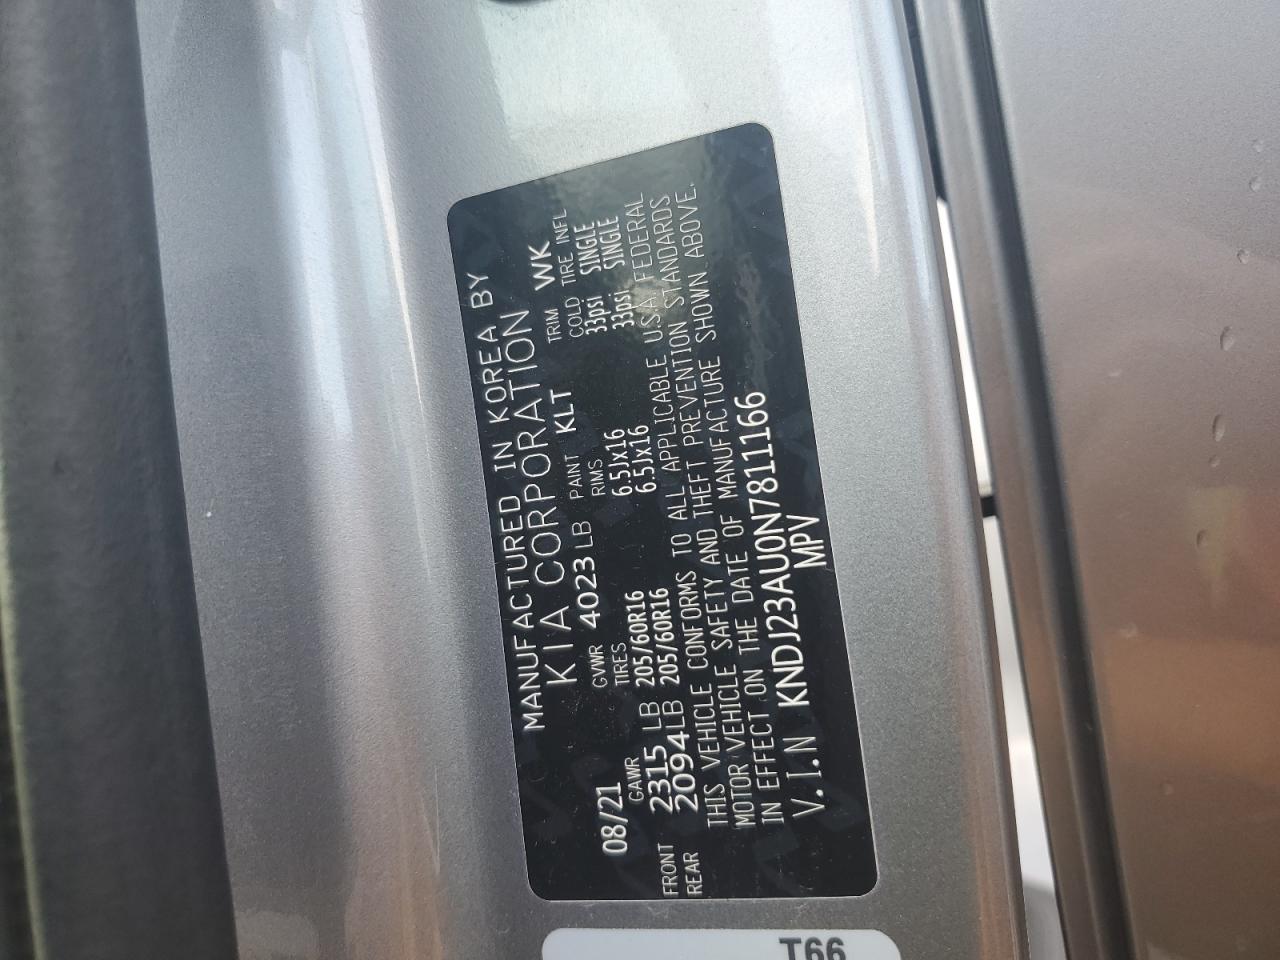 MANUFACTURED IN KOREA BY
KIA CORPORATION
08/21 GVWR 4023 LB PAINT KLT TRIM WK
GAWR TIRES RIMS COLD TIRE INFL
FRONT 2315 LB 205/60R16 6.5Jx16 33psi SINGLE
REAR 2094LB 205/60R16 6.5Jx16 33psi SINGLE
THIS VEHICLE CONFORMS TO ALL APPLICABLE U.S.A. FEDERAL
MOTOR VEHICLE SAFETY AND THEFT PREVENTION STANDARDS
IN EFFECT ON THE DATE OF MANUFACTURE SHOWN ABOVE.
V.I.N KNDJ23AU0N7811166
MPV
T66